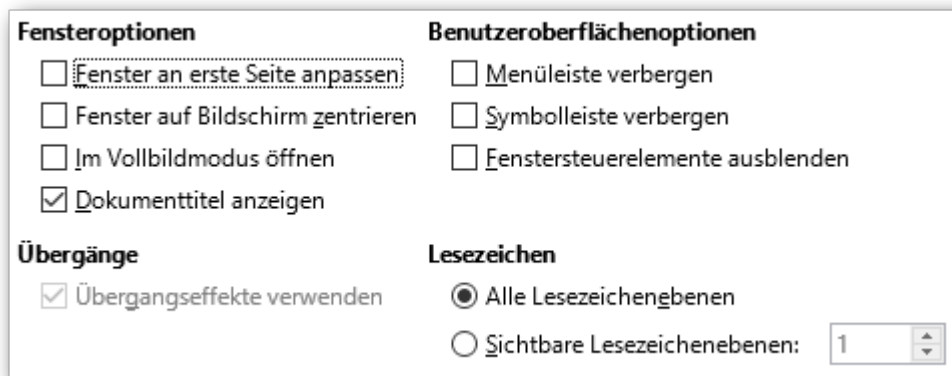 Fensteroptionen
Fenster an erste Seite anpassen
Fenster auf Bildschirm zentrieren
Im Vollbildmodus öffnen
Dokumenttitel anzeigen
Benutzeroberflächenoptionen
Menüleiste verbergen
Symbolleiste verbergen
Fenstersteuerelemente ausblenden
Übergänge
Übergangseffekte verwenden
Lesezeichen
Alle Lesezeichenebenen
Sichtbare Lesezeichenebenen: 1